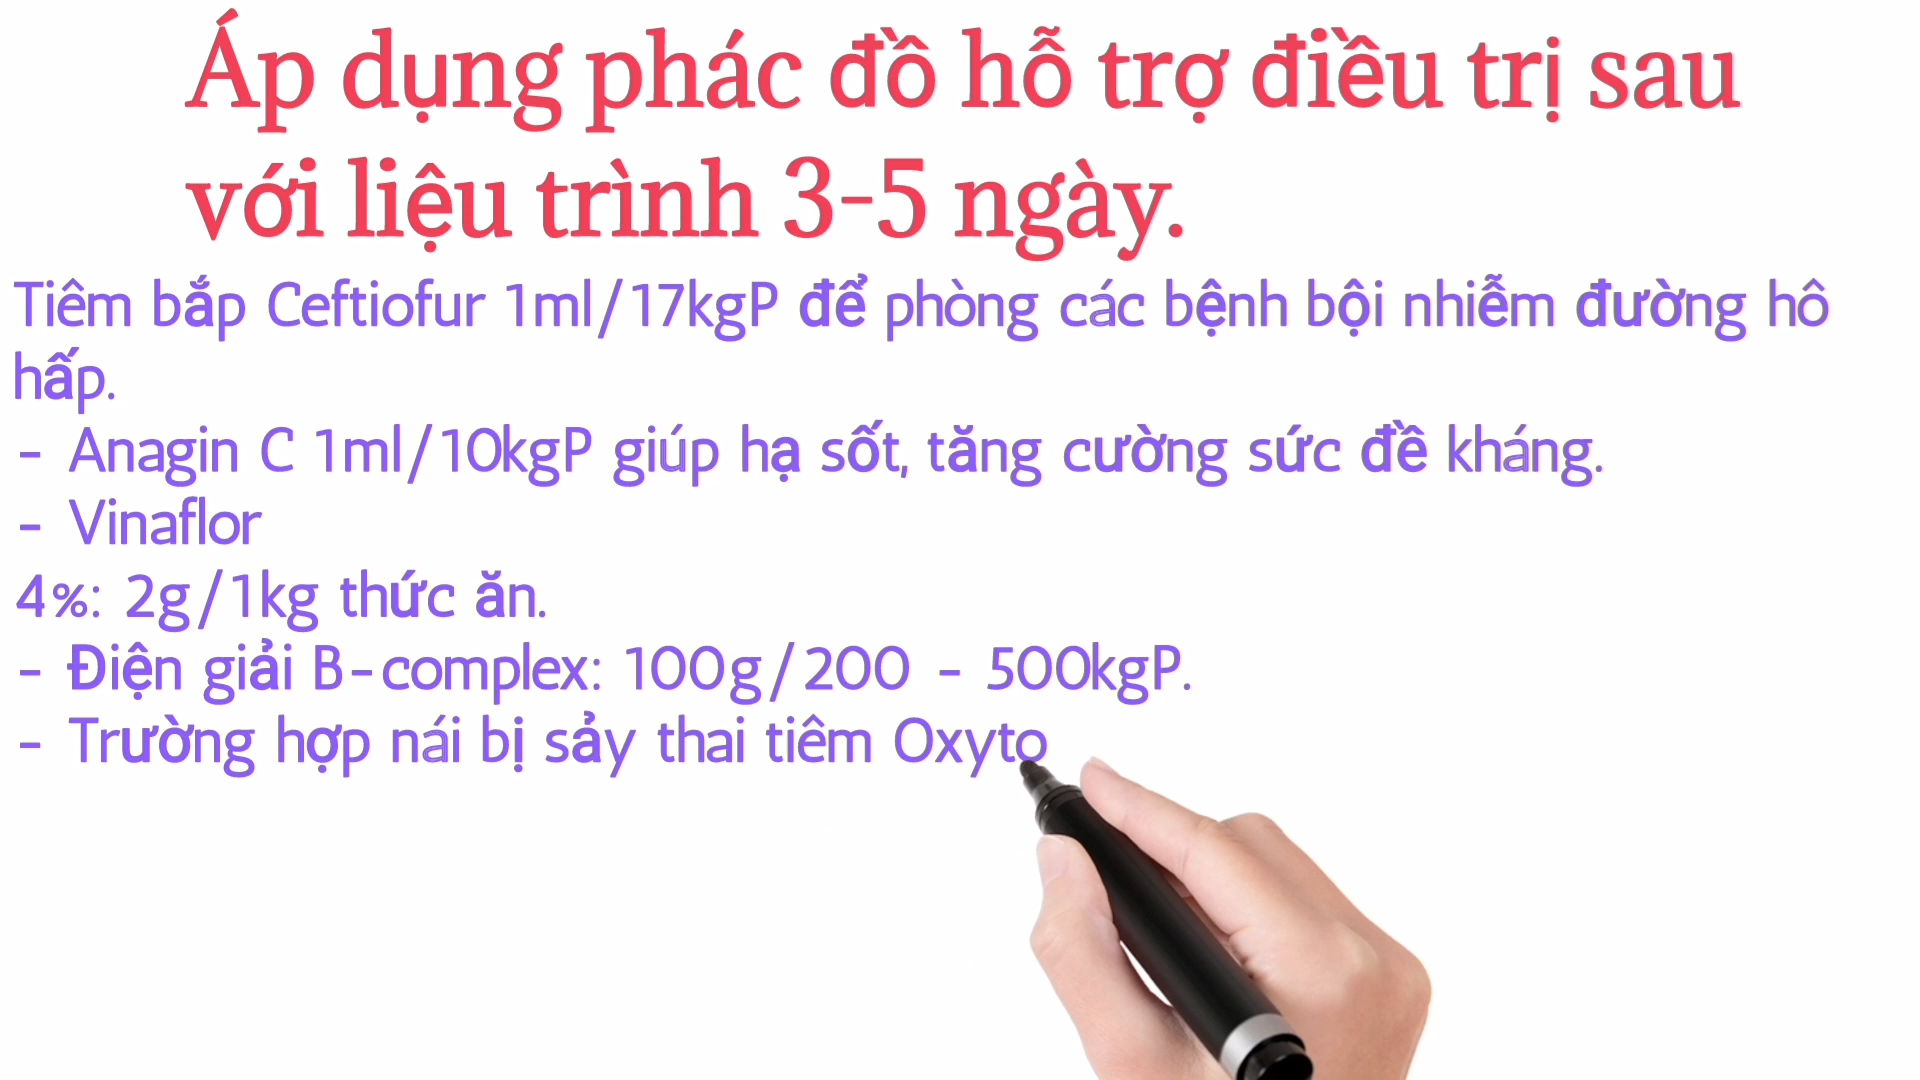 Áp dụng phác đồ hỗ trợ điều trị sau
với liệu trình 3-5 ngày.
Tiêm bắp Ceftiofur 1ml/17kgP để phòng các bệnh bội nhiễm đường hô
hấp.
- Anagin C 1ml/10kgP giúp hạ sốt, tăng cường sức đề kháng.
- Vinaflor
4%: 2g/1kg thức ăn.
- Điện giải B-complex: 100g/200 - 500kgP.
- Trường hợp nái bị sảy thai tiêm Oxyto